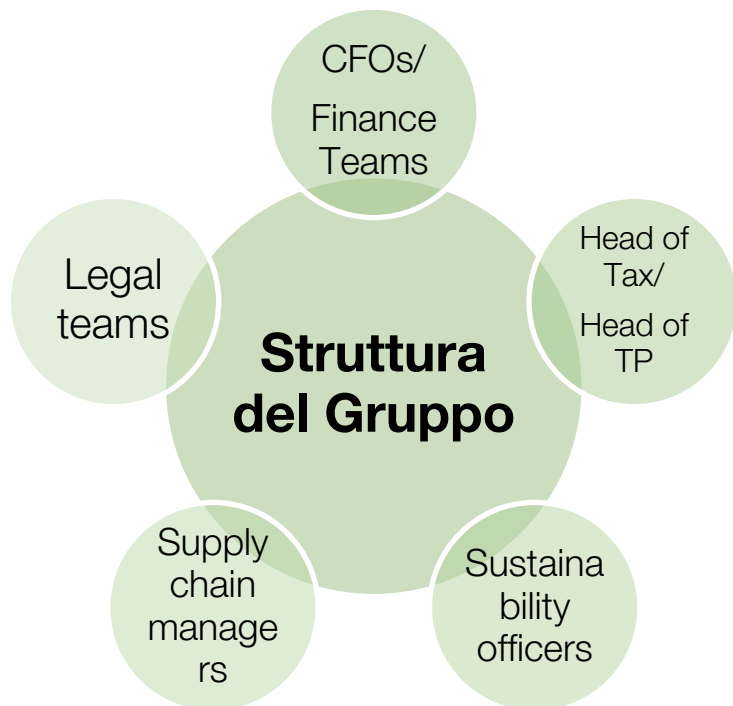 CFOs/
Finance
Teams
Head of
Tax/
Head of
TP
Legal
teams
Struttura
del Gruppo
Supply
chain
manage
rs
Sustaina
bility
officers